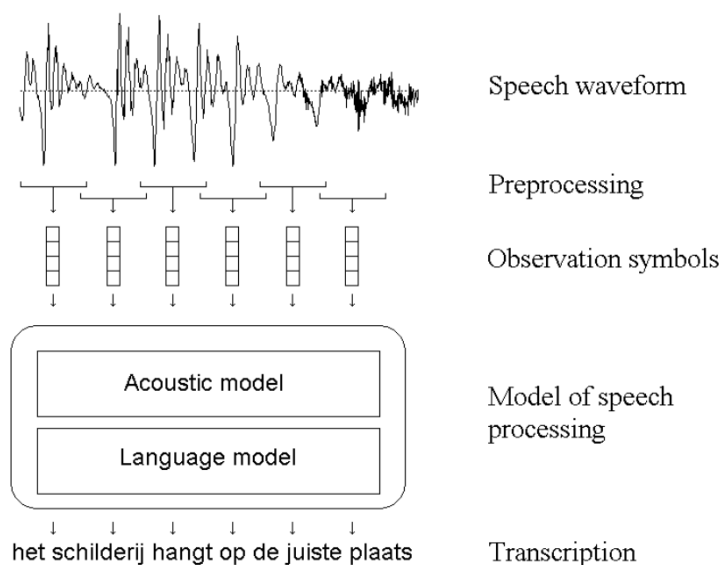 Speech waveform
Preprocessing
Observation symbols
Acoustic model
Language model
Model of speech
processing
het schilderij hangt op de juiste plaats
Transcription